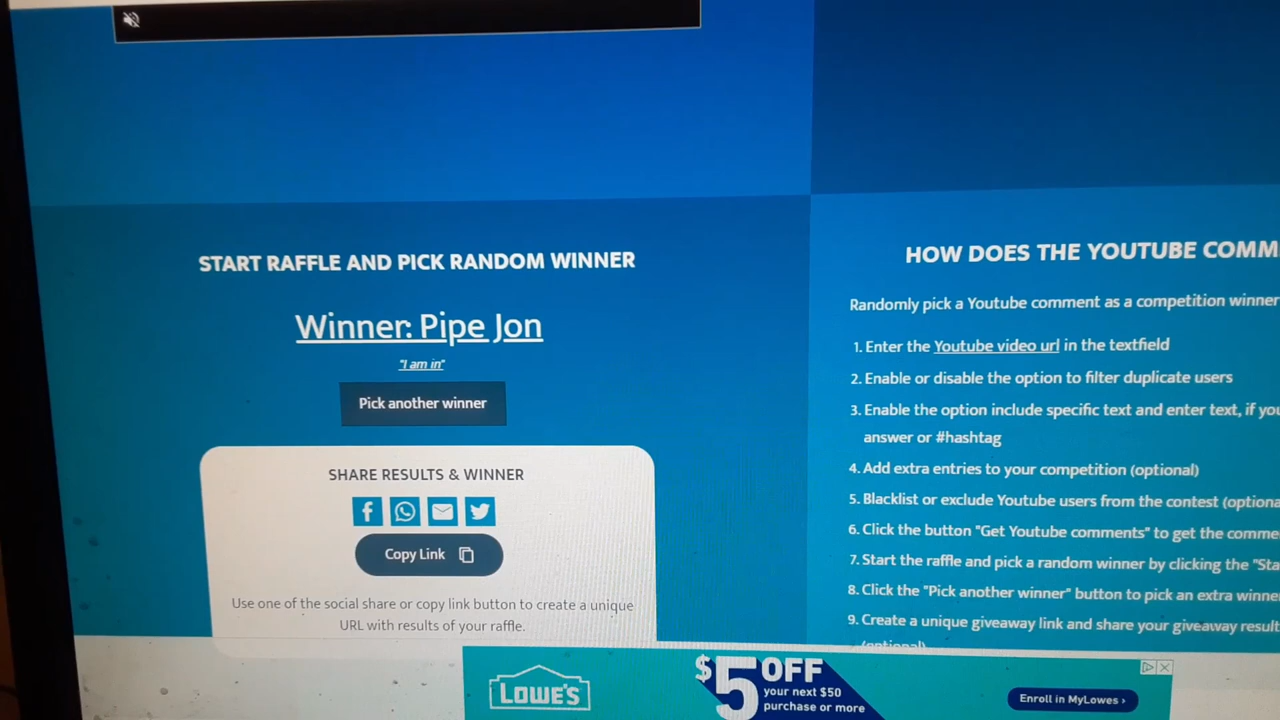 START RAFFLE AND PICK RANDOM WINNER
Winner: Pipe Jon
"I am in"
Pick another winner
SHARE RESULTS & WINNER
Copy Link
Use one of the social share or copy link button to create a unique
URL with results of your raffle.
HOW DOES THE YOUTUBE COMM
Randomly pick a Youtube comment as a competition winner
1. Enter the Youtube video url in the textfield
2. Enable or disable the option to filter duplicate users
3. Enable the option include specific text and enter text, if you
answer or #hashtag
4. Add extra entries to your competition (optional)
5. Blacklist or exclude Youtube users from the contest (optiona
6. Click the button "Get Youtube comments" to get the comme
7. Start the raffle and pick a random winner by clicking the "Sta
8. Click the "Pick another winner" button to pick an extra winne
9. Create a unique giveaway link and share your giveaway result
(optional)
LOWE'S
$5 OFF
your next $50
purchase or more
Enroll in MyLowes ›